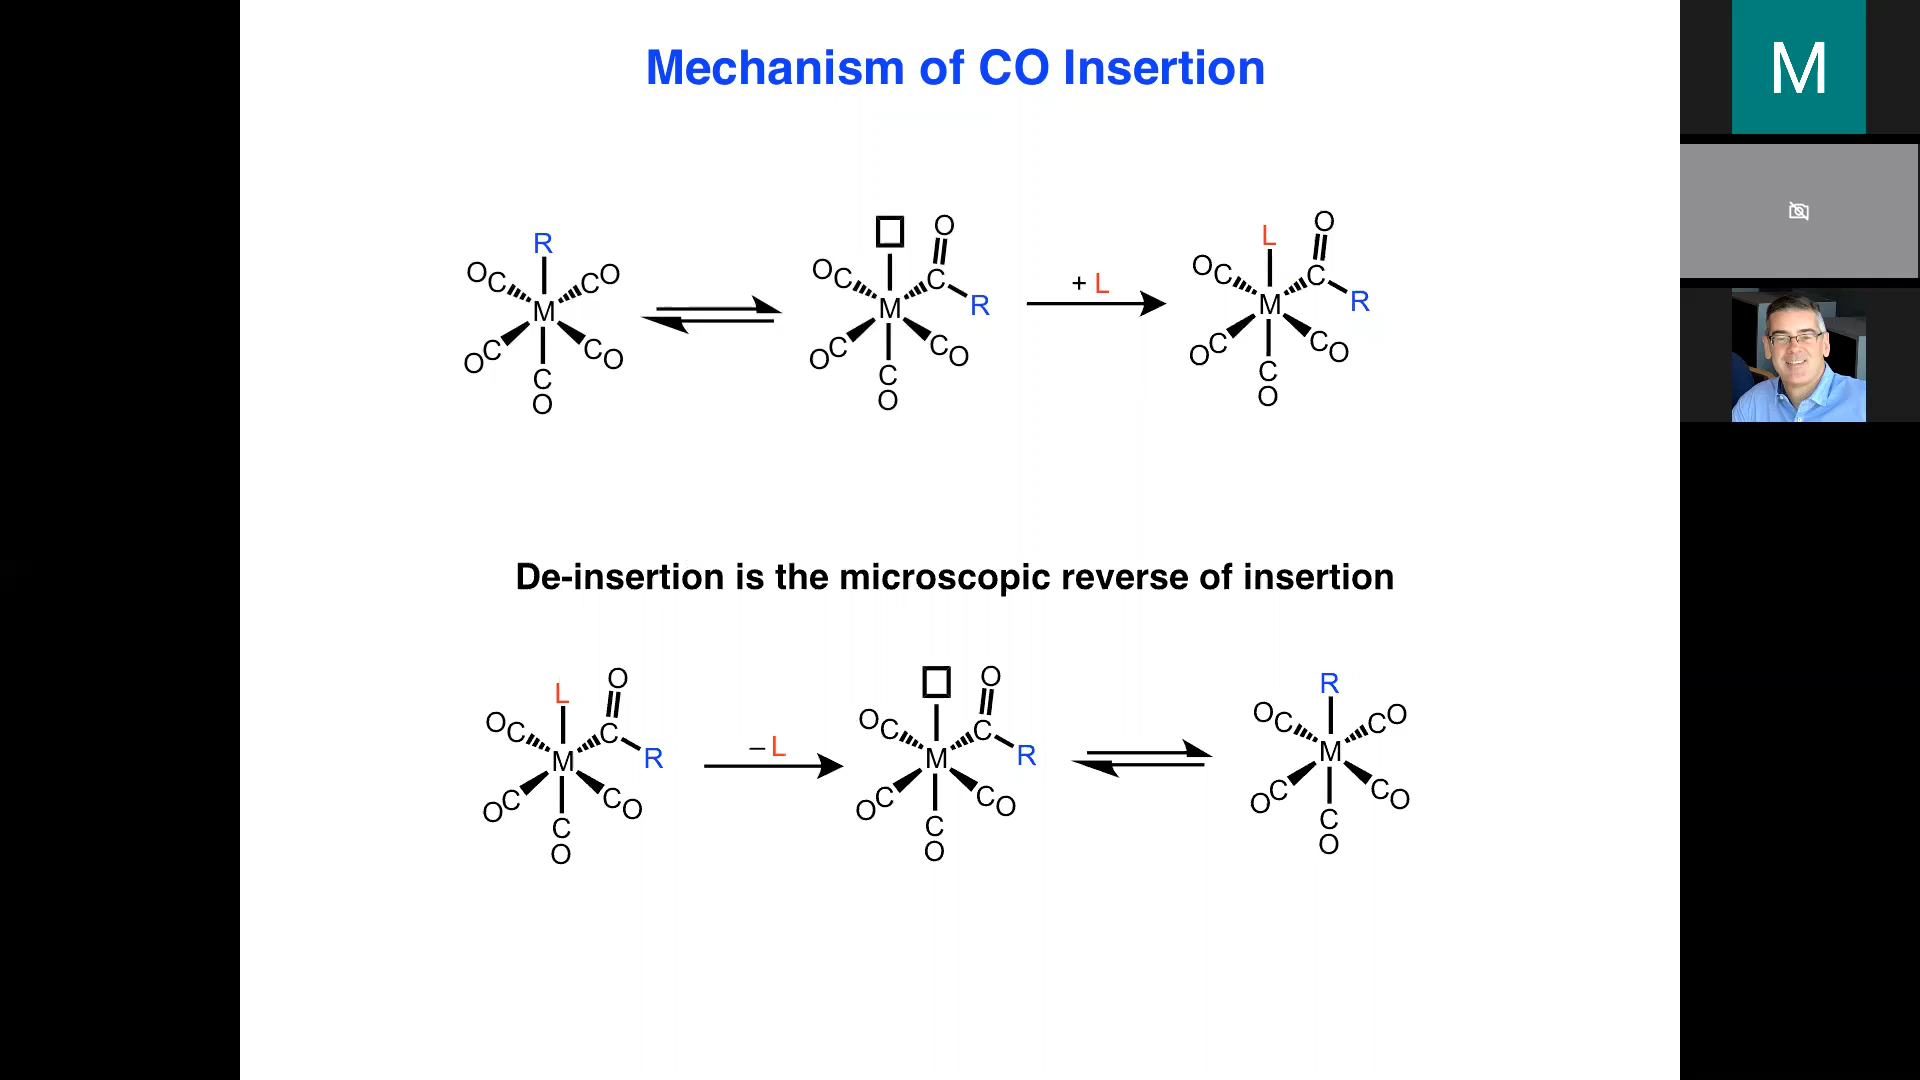 Mechanism of CO Insertion
M
R
OC
CO
M
OC
CO
C
O
O
OC
C
M
R
OC
CO
C
O
+ L
L
O
OC
C
M
R
OC
CO
C
O
De-insertion is the microscopic reverse of insertion
L
O
OC
C
M
R
OC
CO
C
O
– L
O
OC
C
M
R
OC
CO
C
O
R
OC
CO
M
OC
CO
C
O